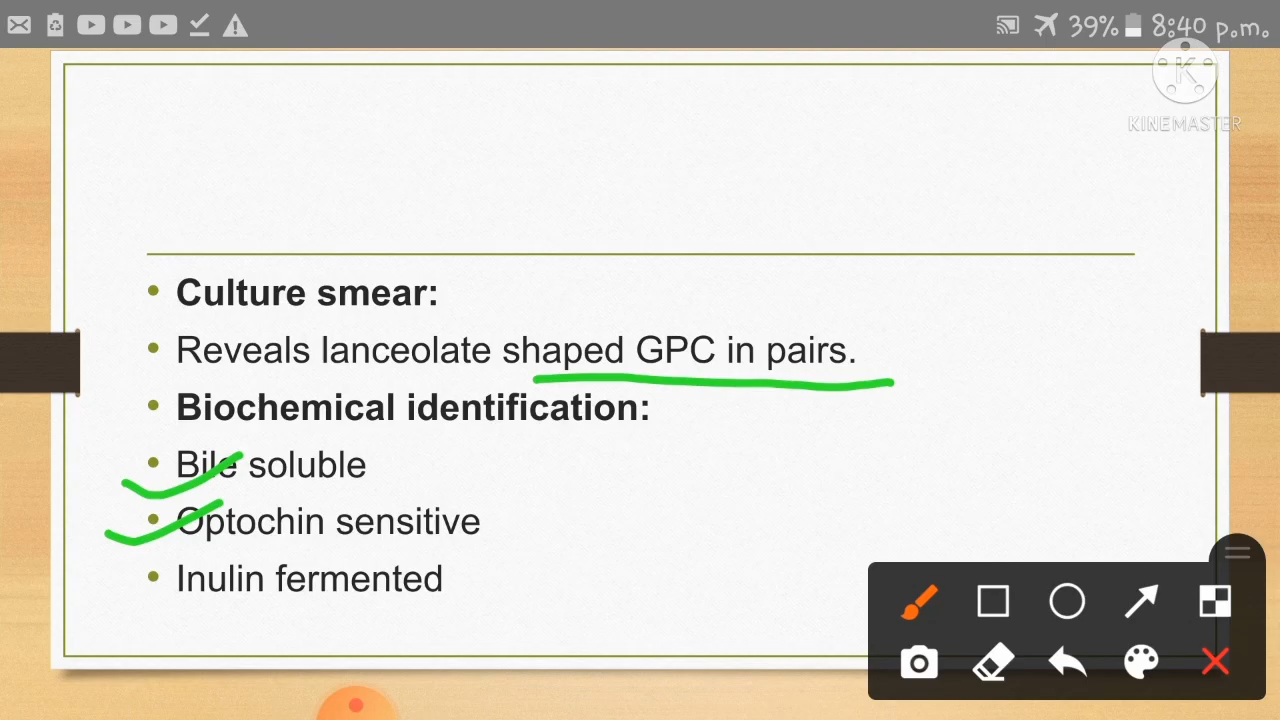 39% 8:40 p.m.
K
KINEMASTER
Culture smear:
Reveals lanceolate shaped GPC in pairs.
Biochemical identification:
Bile soluble
Optochin sensitive
Inulin fermented